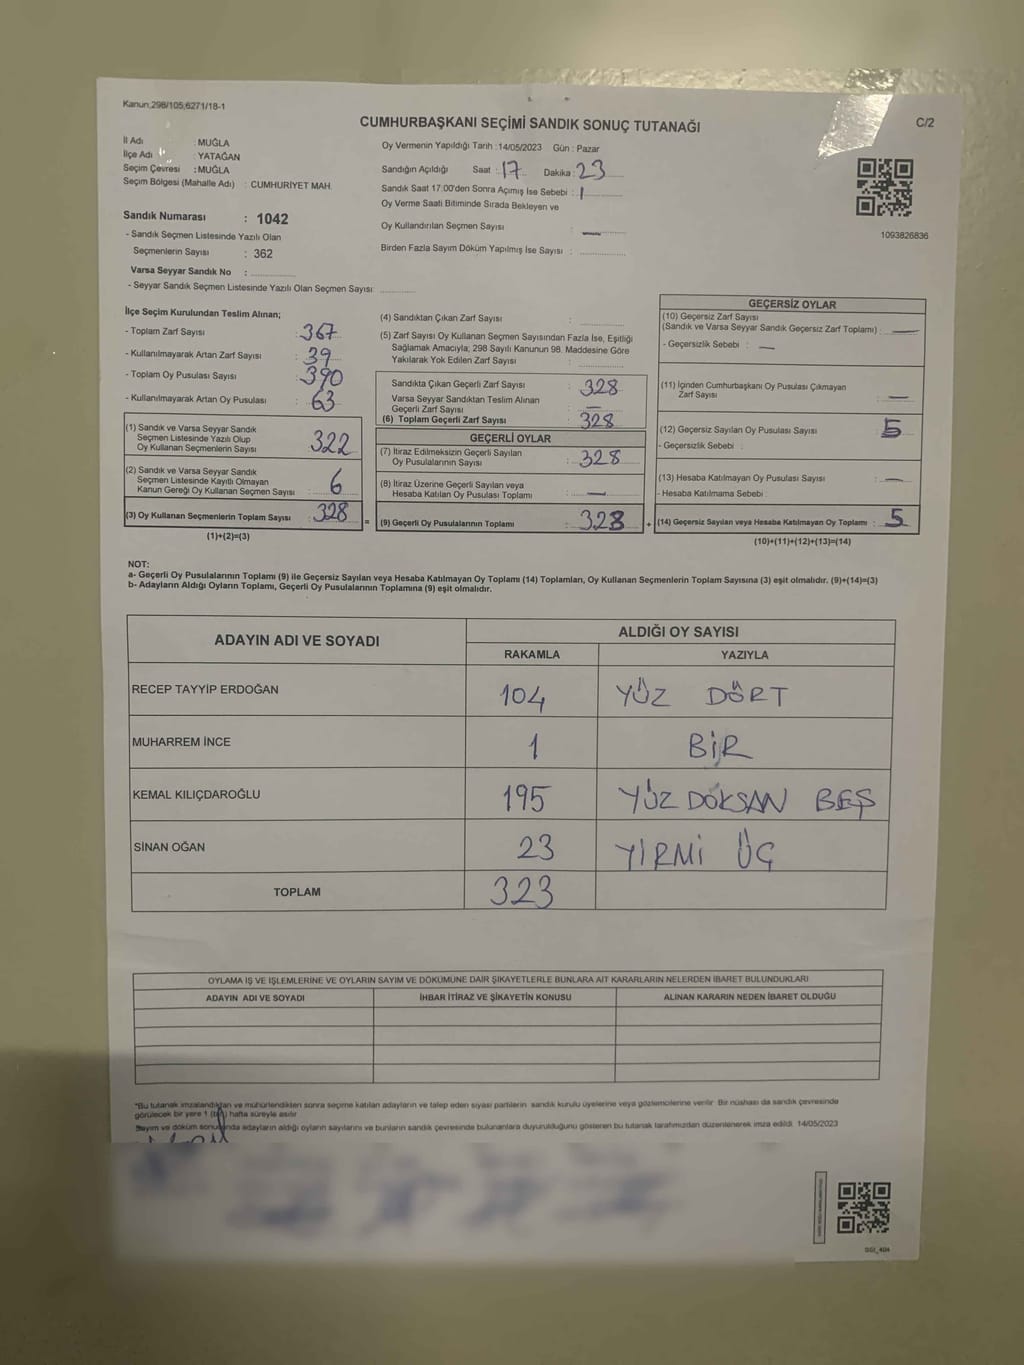 Kanun;298/105;6271/18-1
CUMHURBAŞKANI SEÇİMİ SANDIK SONUÇ TUTANAĞI
C/2
İl Adı : MUĞLA
İlçe Adı : YATAĞAN
Seçim Çevresi : MUĞLA
Seçim Bölgesi (Mahalle Adı) : CUMHURİYET MAH.
Sandık Numarası : 1042
- Sandık Seçmen Listesinde Yazılı Olan
Seçmenlerin Sayısı : 362
Varsa Seyyar Sandık No :
- Seyyar Sandık Seçmen Listesinde Yazılı Olan Seçmen Sayısı:
Oy Vermenin Yapıldığı Tarih :14/05/2023 Gün : Pazar
Sandığın Açıldığı Saat : 17 Dakika : 23
Sandık Saat 17:00'den Sonra Açılmış İse Sebebi :
Oy Verme Saati Bitiminde Sırada Bekleyen ve
Oy Kullandırılan Seçmen Sayısı :
Birden Fazla Sayım Döküm Yapılmış İse Sayısı :
1093826836
İlçe Seçim Kurulundan Teslim Alınan;
- Toplam Zarf Sayısı : 367
- Kullanılmayarak Artan Zarf Sayısı : 39
- Toplam Oy Pusulası Sayısı : 390
- Kullanılmayarak Artan Oy Pusulası : 63
(1) Sandık ve Varsa Seyyar Sandık
Seçmen Listesinde Yazılı Olup
Oy Kullanan Seçmenlerin Sayısı 322
(2) Sandık ve Varsa Seyyar Sandık
Seçmen Listesinde Kayıtlı Olmayan
Kanun Gereği Oy Kullanan Seçmen Sayısı : 6
(3) Oy Kullanan Seçmenlerin Toplam Sayısı : 328
(1)+(2)=(3)
(4) Sandıktan Çıkan Zarf Sayısı :
(5) Zarf Sayısı Oy Kullanan Seçmen Sayısından Fazla İse, Eşitliği
Sağlamak Amacıyla; 298 Sayılı Kanunun 98. Maddesine Göre
Yakılarak Yok Edilen Zarf Sayısı :
Sandıkta Çıkan Geçerli Zarf Sayısı : 328
Varsa Seyyar Sandıktan Teslim Alınan
Geçerli Zarf Sayısı : —
(6) Toplam Geçerli Zarf Sayısı : 328
GEÇERLİ OYLAR
(7) İtiraz Edilmeksizin Geçerli Sayılan
Oy Pusulalarının Sayısı : 328
(8) İtiraz Üzerine Geçerli Sayılan veya
Hesaba Katılan Oy Pusulası Toplamı : —
= (9) Geçerli Oy Pusulalarının Toplamı : 328
GEÇERSİZ OYLAR
(10) Geçersiz Zarf Sayısı
(Sandık ve Varsa Seyyar Sandık Geçersiz Zarf Toplamı) : —
- Geçersizlik Sebebi : —
(11) İçinden Cumhurbaşkanı Oy Pusulası Çıkmayan
Zarf Sayısı : —
(12) Geçersiz Sayılan Oy Pusulası Sayısı : 5
- Geçersizlik Sebebi :
(13) Hesaba Katılmayan Oy Pusulası Sayısı : —
- Hesaba Katılmama Sebebi :
+ (14) Geçersiz Sayılan veya Hesaba Katılmayan Oy Toplamı : 5
(10)+(11)+(12)+(13)=(14)
NOT:
a- Geçerli Oy Pusulalarının Toplamı (9) ile Geçersiz Sayılan veya Hesaba Katılmayan Oy Toplamı (14) Toplamları, Oy Kullanan Seçmenlerin Toplam Sayısına (3) eşit olmalıdır. (9)+(14)=(3)
b- Adayların Aldığı Oyların Toplamı, Geçerli Oy Pusulalarının Toplamına (9) eşit olmalıdır.
ADAYIN ADI VE SOYADI
ALDIĞI OY SAYISI
RAKAMLA YAZIYLA
RECEP TAYYİP ERDOĞAN 104 YÜZ DÖRT
MUHARREM İNCE 1 BİR
KEMAL KILIÇDAROĞLU 195 YÜZ DOKSAN BEŞ
SİNAN OĞAN 23 YİRMİ ÜÇ
TOPLAM 323
OYLAMA İŞ VE İŞLEMLERİNE VE OYLARIN SAYIM VE DÖKÜMÜNE DAİR ŞİKAYETLERLE BUNLARA AİT KARARLARIN NELERDEN İBARET BULUNDUKLARI
ADAYIN ADI VE SOYADI İHBAR İTİRAZ VE ŞİKAYETİN KONUSU ALINAN KARARIN NEDEN İBARET OLDUĞU
*Bu tutanak imzalandıktan ve mühürlendikten sonra seçime katılan adayların ve talep eden siyasi partilerin sandık kurulu üyelerine veya gözlemcilerine verilir. Bir nüshası da sandık çevresinde
görülecek bir yere 1 (bir) hafta süreyle asılır.
Sayım ve döküm sonucunda adayların aldığı oyların sayılarını ve bunların sandık çevresinde bulunanlara duyurulduğunu gösteren bu tutanak tarafımızdan düzenlenerek imza edildi. 14/05/2023